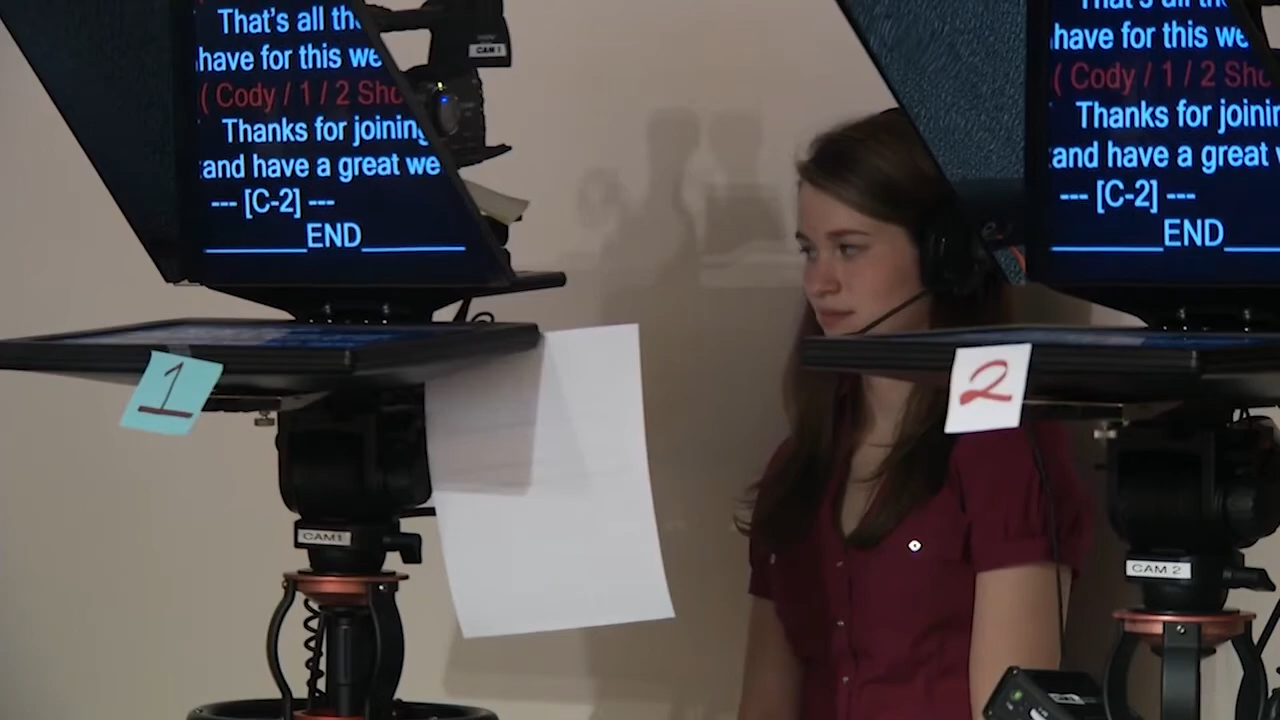 That's all th
have for this we
( Cody / 1 / 2 Sho
Thanks for joining
and have a great we
--- [C-2] ---
END
CAM 1
1
CAM1
That's all th
have for this we
( Cody / 1 / 2 Sho
Thanks for joinin
and have a great w
--- [C-2] ---
END
2
CAM 2